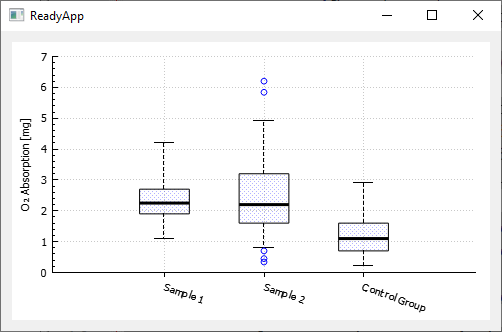 ReadyApp
7
6
5
4
3
2
1
0
O₂ Absorption [mg]
Sample 1
Sample 2
Control Group